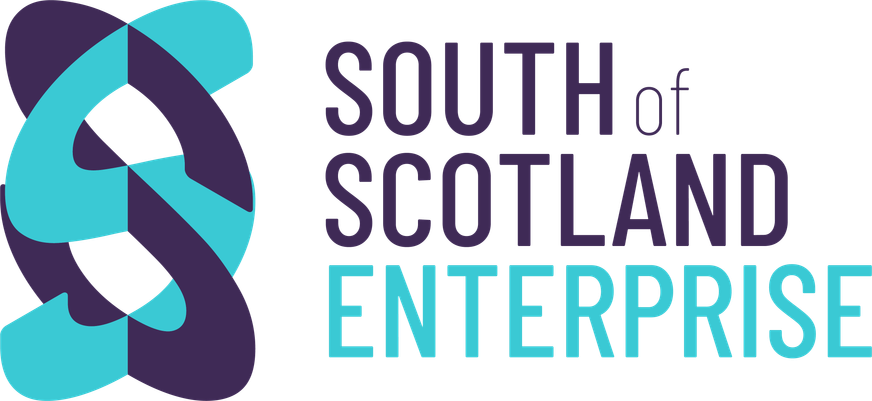 SOUTH of
SCOTLAND
ENTERPRISE